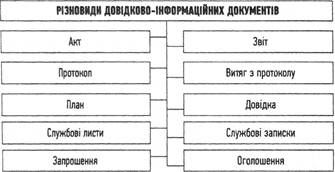 РІЗНОВИДИ ДОВІДКОВО-ІНФОРМАЦІЙНИХ ДОКУМЕНТІВ
Акт
Звіт
Протокол
Витяг з протоколу
План
Довідка
Службові листи
Службові записки
Запрошення
Оголошення